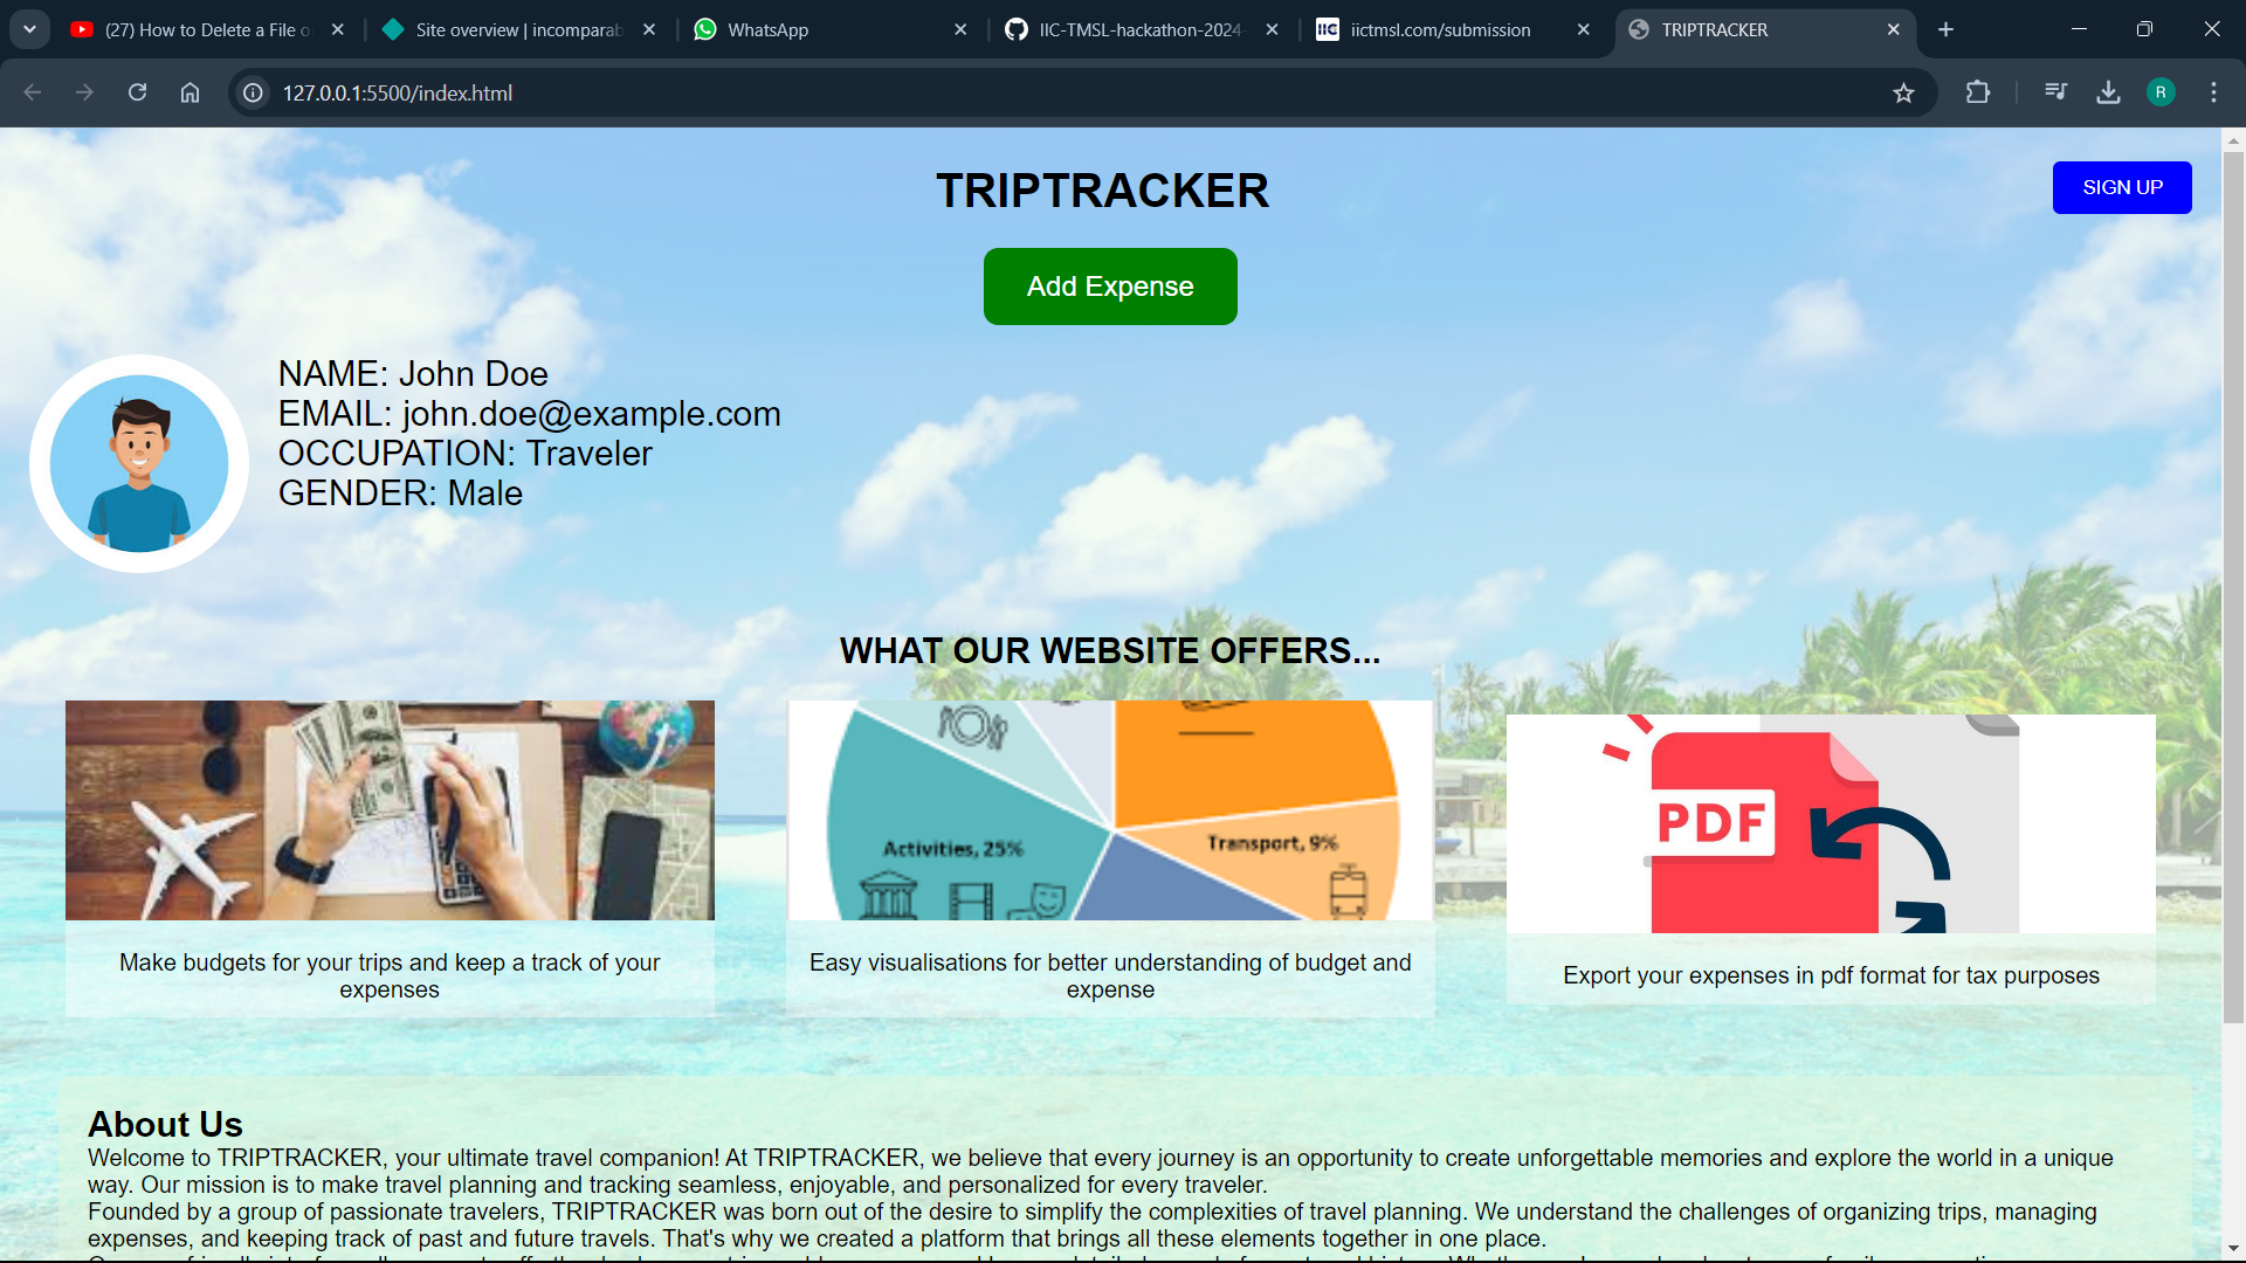 (27) How to Delete a File o
Site overview | incomparab
WhatsApp
IIC-TMSL-hackathon-2024-
IIC
iictmsl.com/submission
TRIPTRACKER
127.0.0.1:5500/index.html
R
TRIPTRACKER
SIGN UP
Add Expense
NAME: John Doe
EMAIL: john.doe@example.com
OCCUPATION: Traveler
GENDER: Male
WHAT OUR WEBSITE OFFERS...
Activities, 25%
Transport, 9%
PDF
Make budgets for your trips and keep a track of your
expenses
Easy visualisations for better understanding of budget and
expense
Export your expenses in pdf format for tax purposes
About Us
Welcome to TRIPTRACKER, your ultimate travel companion! At TRIPTRACKER, we believe that every journey is an opportunity to create unforgettable memories and explore the world in a unique
way. Our mission is to make travel planning and tracking seamless, enjoyable, and personalized for every traveler.
Founded by a group of passionate travelers, TRIPTRACKER was born out of the desire to simplify the complexities of travel planning. We understand the challenges of organizing trips, managing
expenses, and keeping track of past and future travels. That's why we created a platform that brings all these elements together in one place.